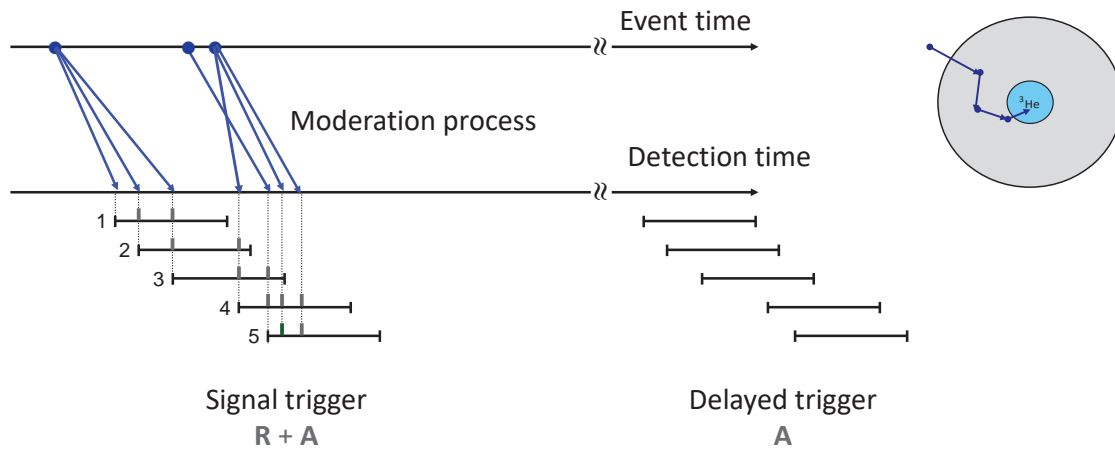 Event time
³He
Moderation process
Detection time
1
2
3
4
5
Signal trigger
R + A
Delayed trigger
A